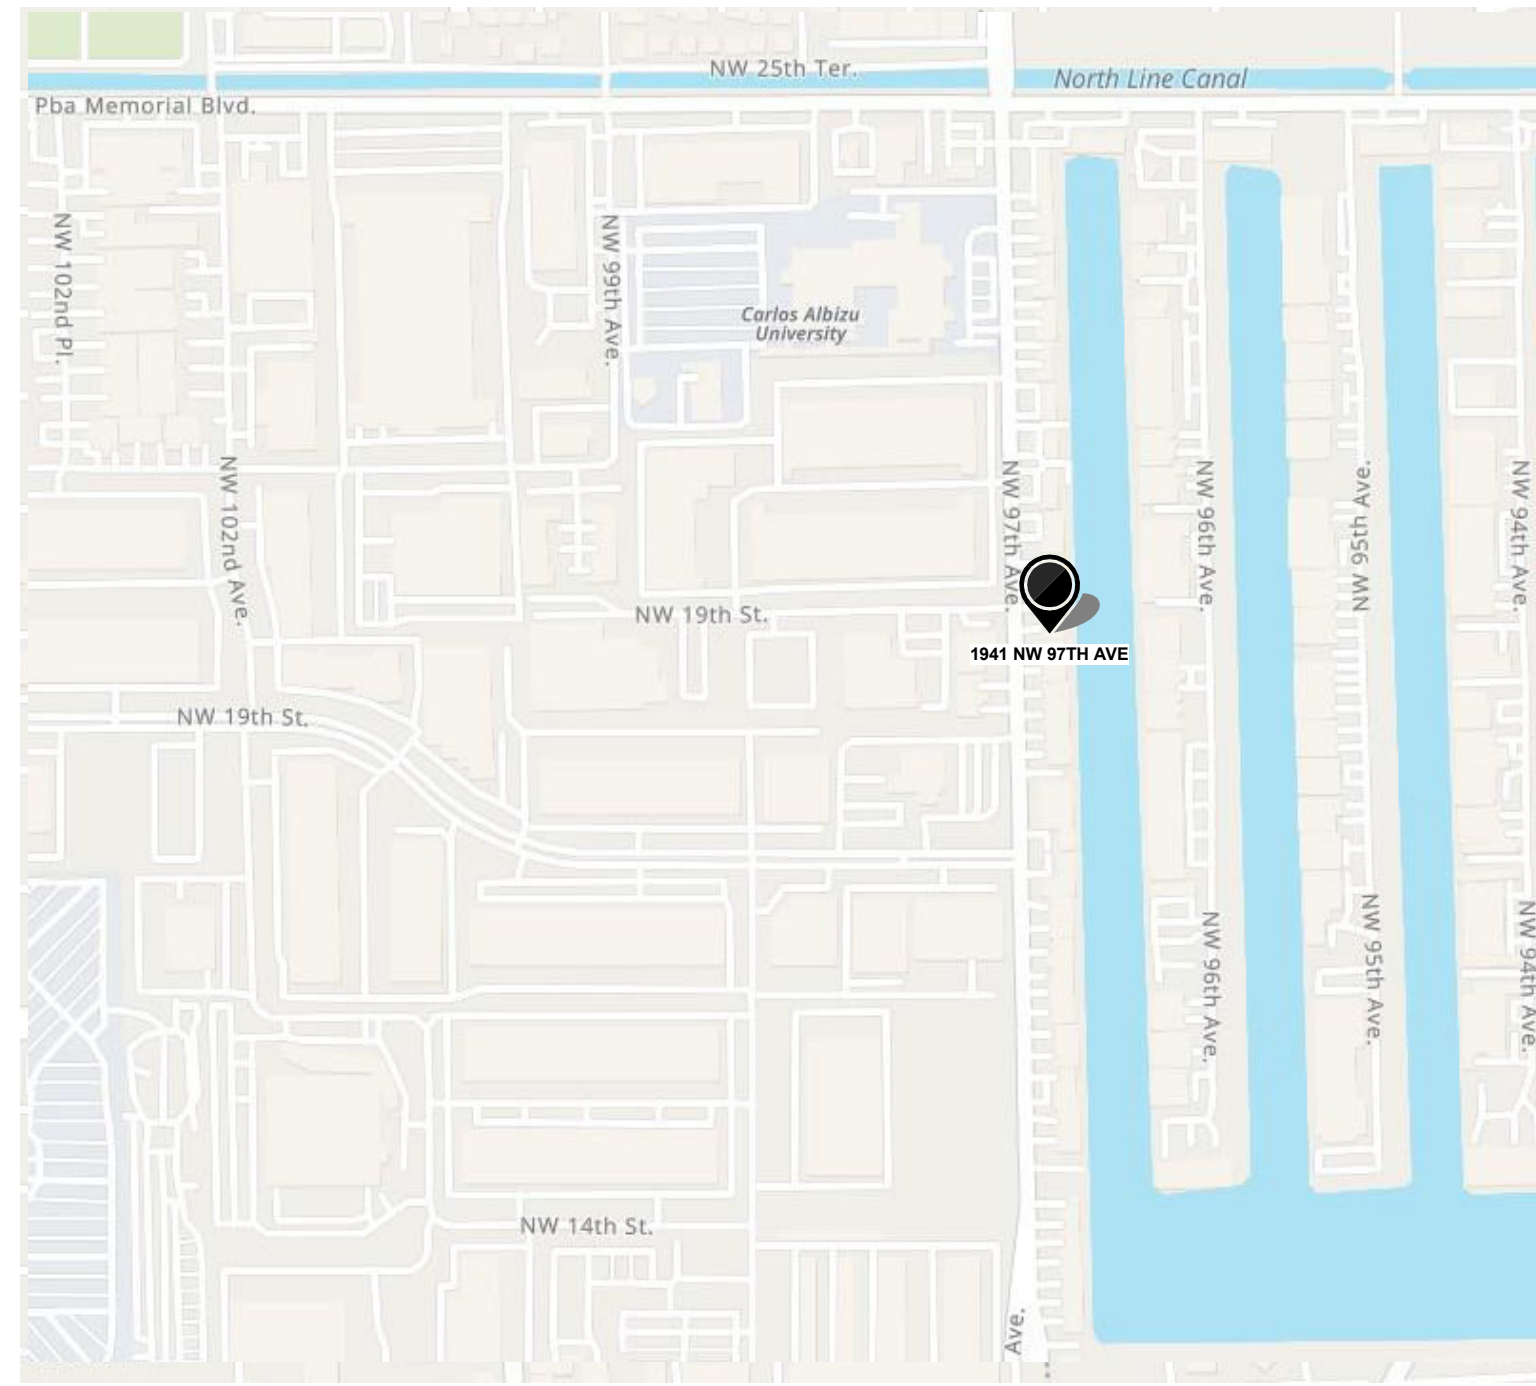 NW 25th Ter.
North Line Canal
Pba Memorial Blvd.
NW 102nd Pl.
NW 99th Ave.
Carlos Albizu
University
NW 102nd Ave.
NW 97th Ave.
NW 96th Ave.
NW 95th Ave.
NW 94th Ave.
NW 19th St.
1941 NW 97TH AVE
NW 19th St.
NW 96th Ave.
NW 95th Ave.
NW 94th Ave.
NW 14th St.
Ave.